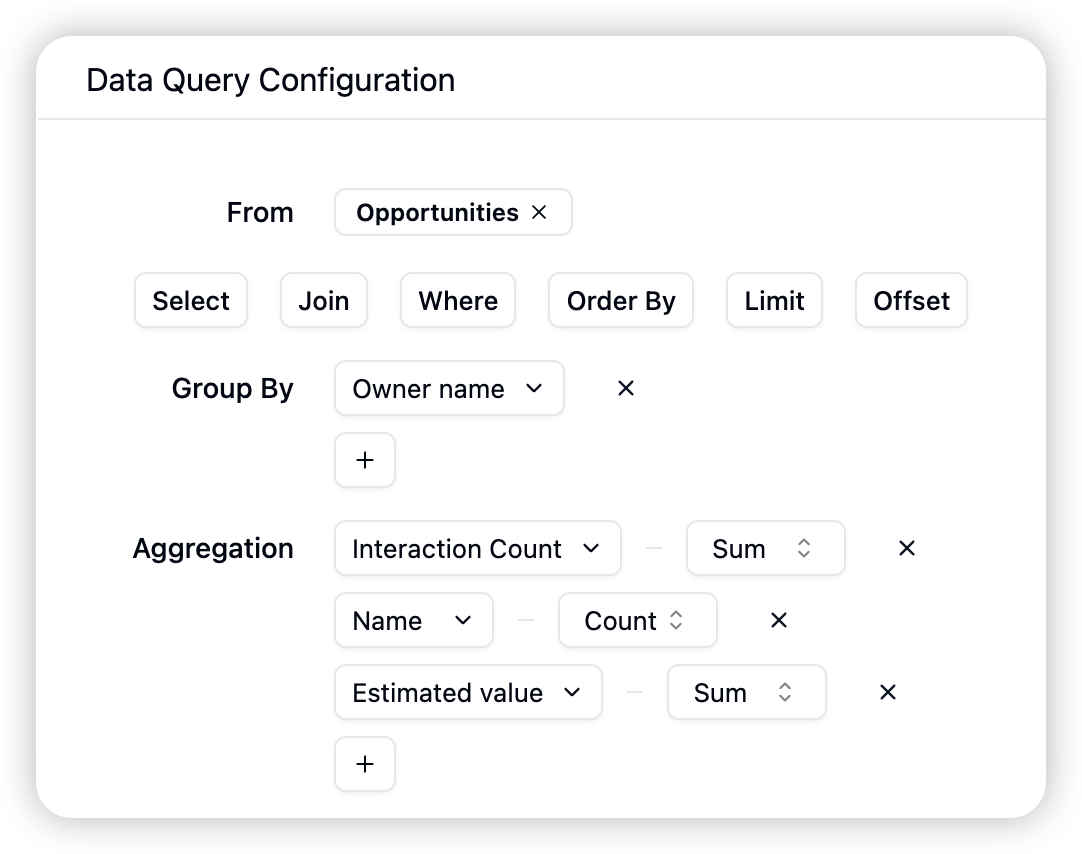 Data Query Configuration
From Opportunities
Select Join Where Order By Limit Offset
Group By Owner name
Aggregation Interaction Count Sum
Name Count
Estimated value Sum